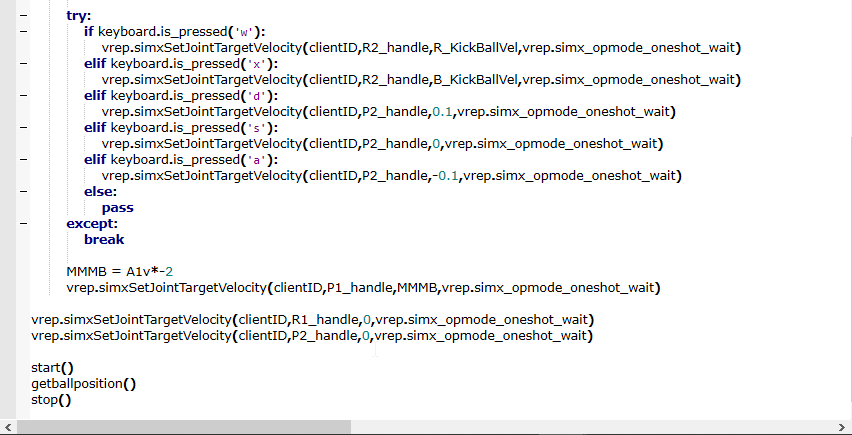 try:
if keyboard.is_pressed('w'):
vrep.simxSetJointTargetVelocity(clientID,R2_handle,R_KickBallVel,vrep.simx_opmode_oneshot_wait)
elif keyboard.is_pressed('x'):
vrep.simxSetJointTargetVelocity(clientID,R2_handle,B_KickBallVel,vrep.simx_opmode_oneshot_wait)
elif keyboard.is_pressed('d'):
vrep.simxSetJointTargetVelocity(clientID,P2_handle,0.1,vrep.simx_opmode_oneshot_wait)
elif keyboard.is_pressed('s'):
vrep.simxSetJointTargetVelocity(clientID,P2_handle,0,vrep.simx_opmode_oneshot_wait)
elif keyboard.is_pressed('a'):
vrep.simxSetJointTargetVelocity(clientID,P2_handle,-0.1,vrep.simx_opmode_oneshot_wait)
else:
pass
except:
break
MMMB = A1v*-2
vrep.simxSetJointTargetVelocity(clientID,P1_handle,MMMB,vrep.simx_opmode_oneshot_wait)
vrep.simxSetJointTargetVelocity(clientID,R1_handle,0,vrep.simx_opmode_oneshot_wait)
vrep.simxSetJointTargetVelocity(clientID,P2_handle,0,vrep.simx_opmode_oneshot_wait)
start()
getballposition()
stop()